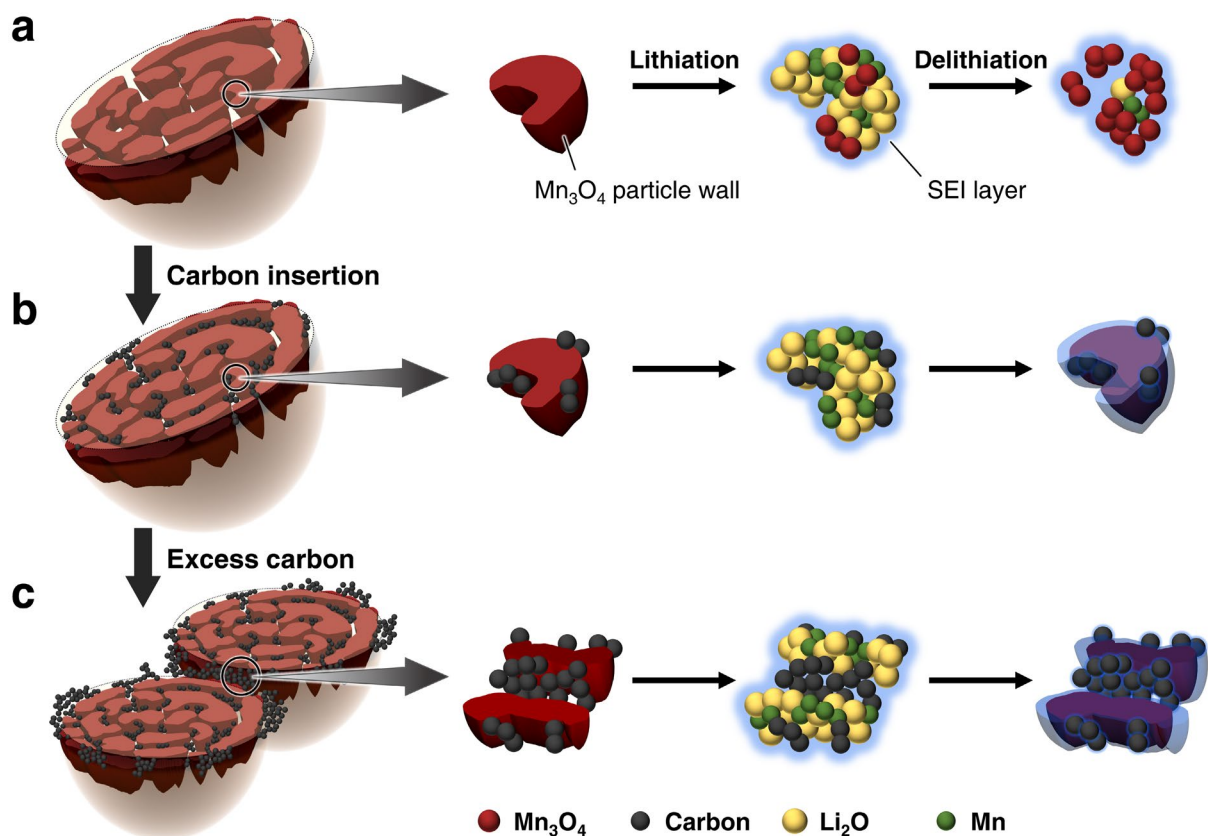 a
Lithiation
Delithiation
Mn₃O₄ particle wall
SEI layer
Carbon insertion
b
Excess carbon
c
Mn₃O₄
Carbon
Li₂O
Mn